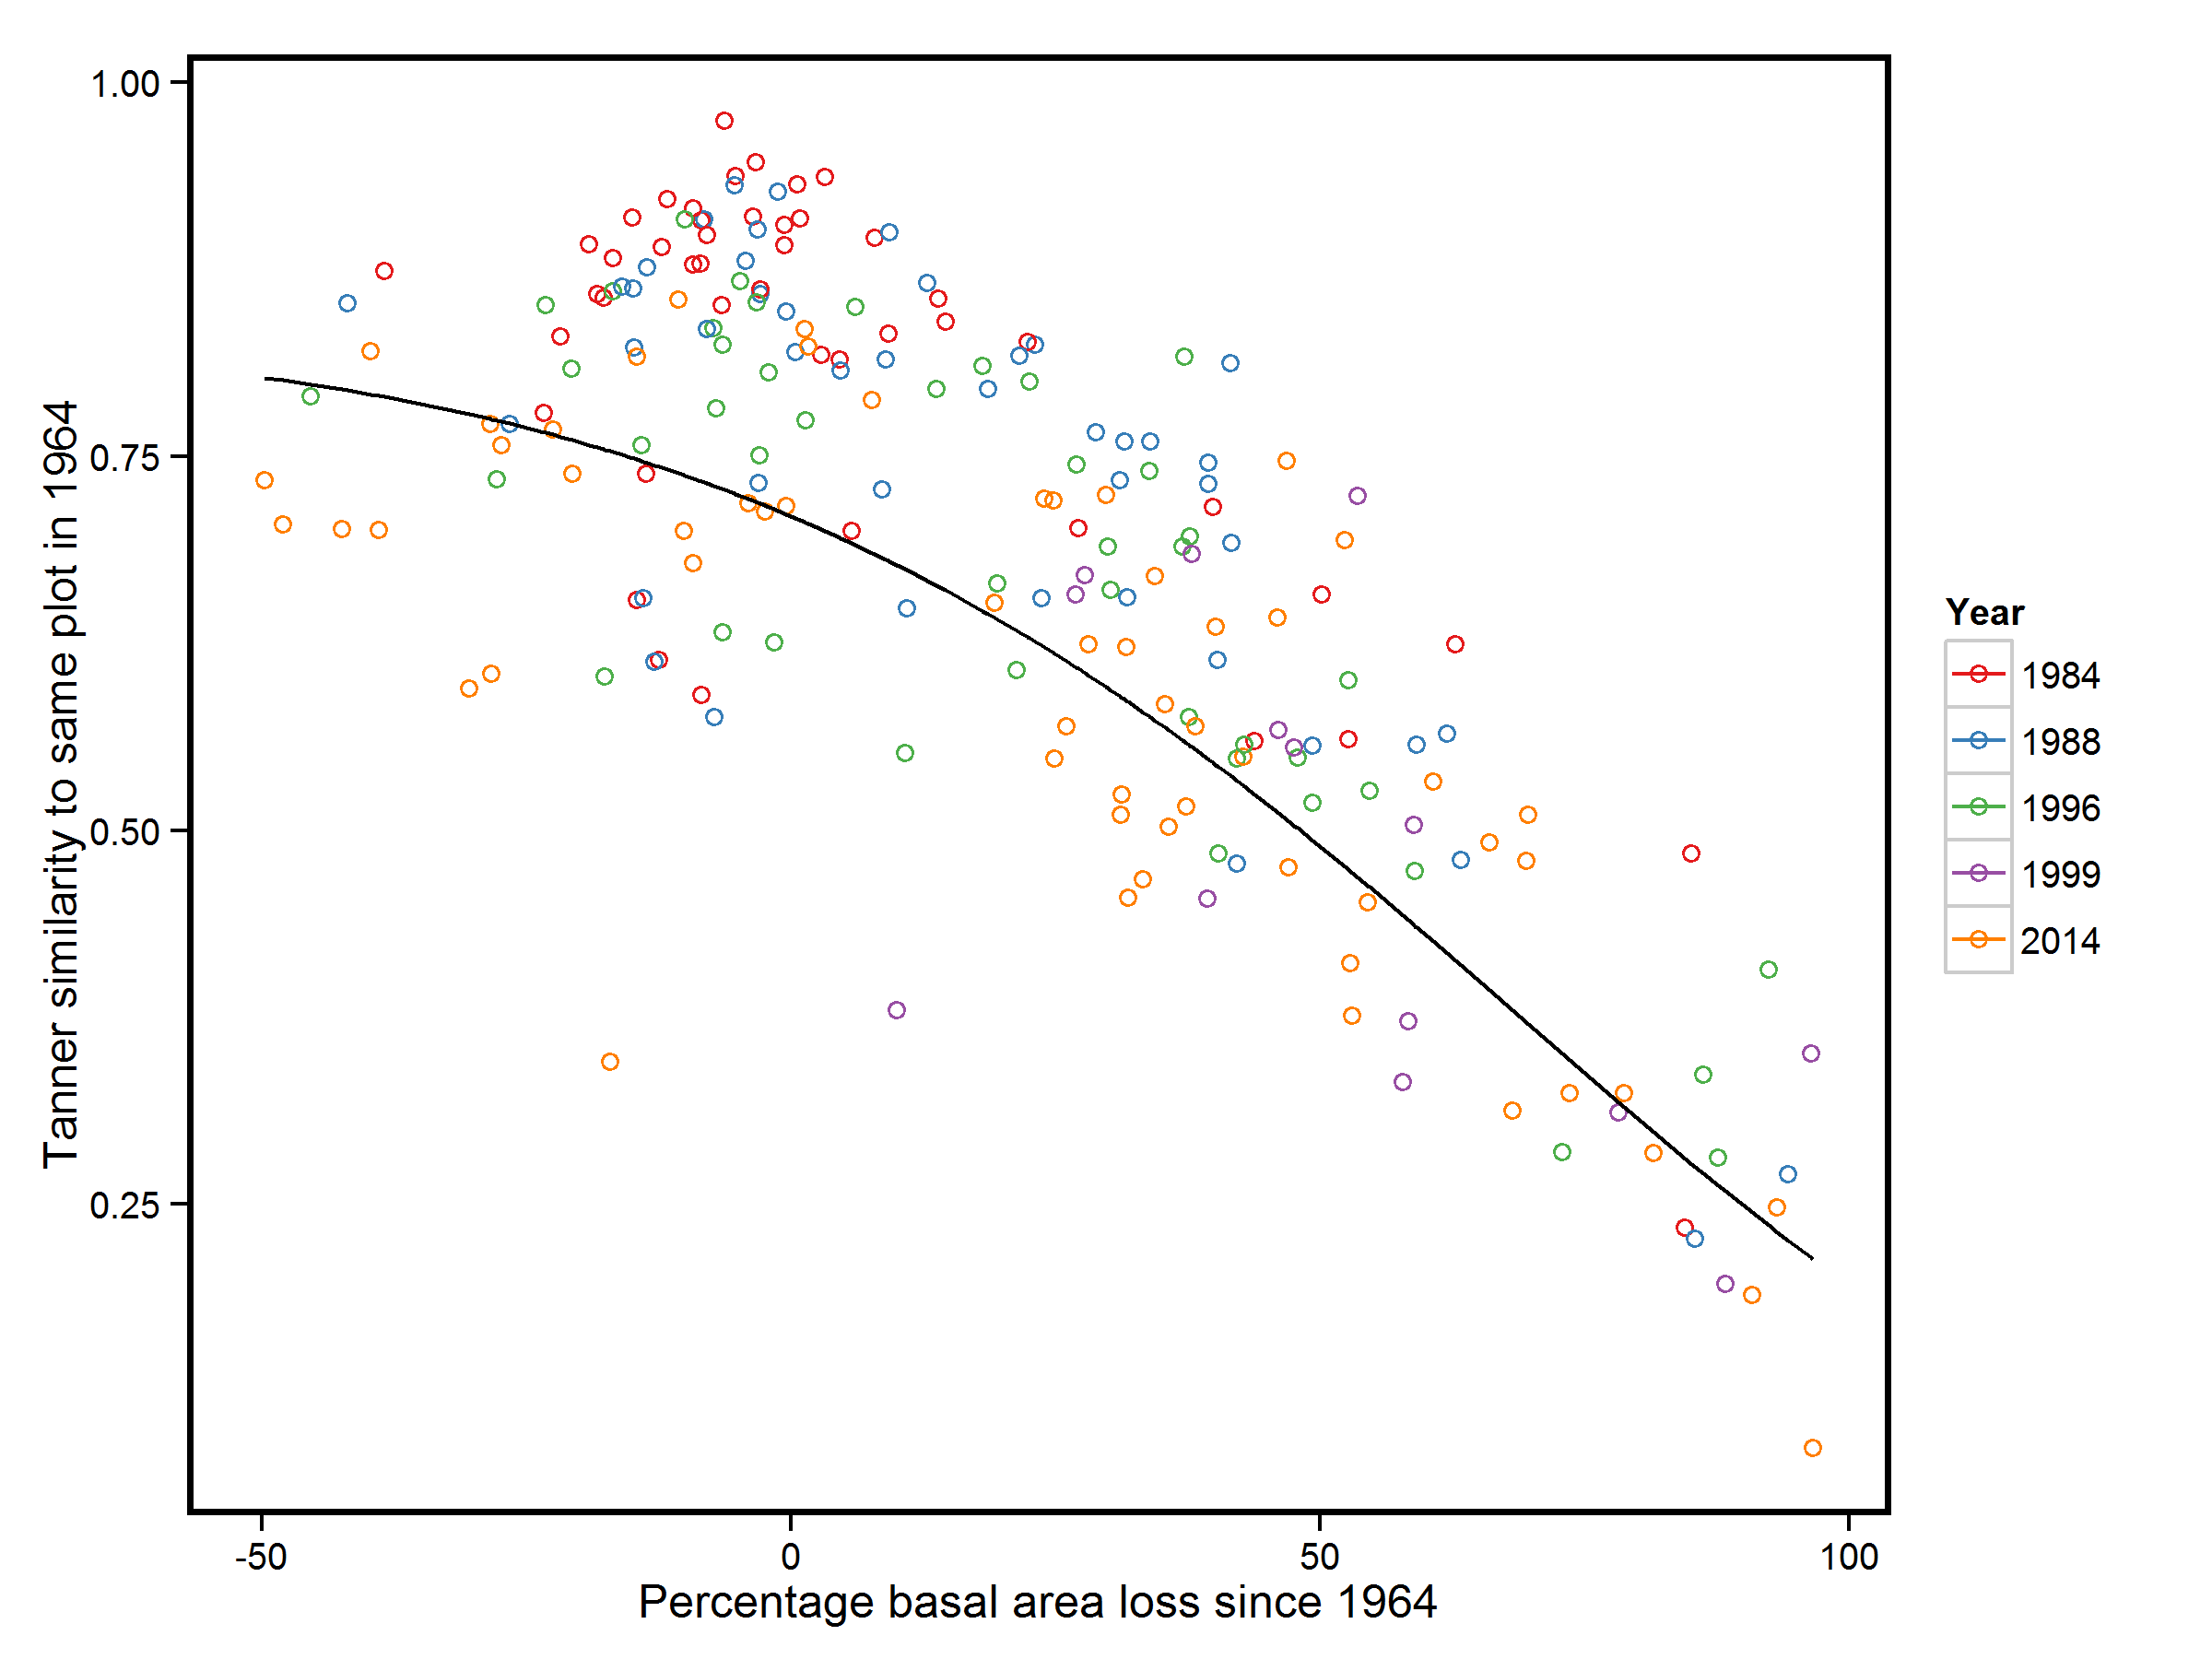 Tanner similarity to same plot in 1964
1.00
0.75
0.50
0.25
-50 0 50 100
Percentage basal area loss since 1964
Year
1984
1988
1996
1999
2014